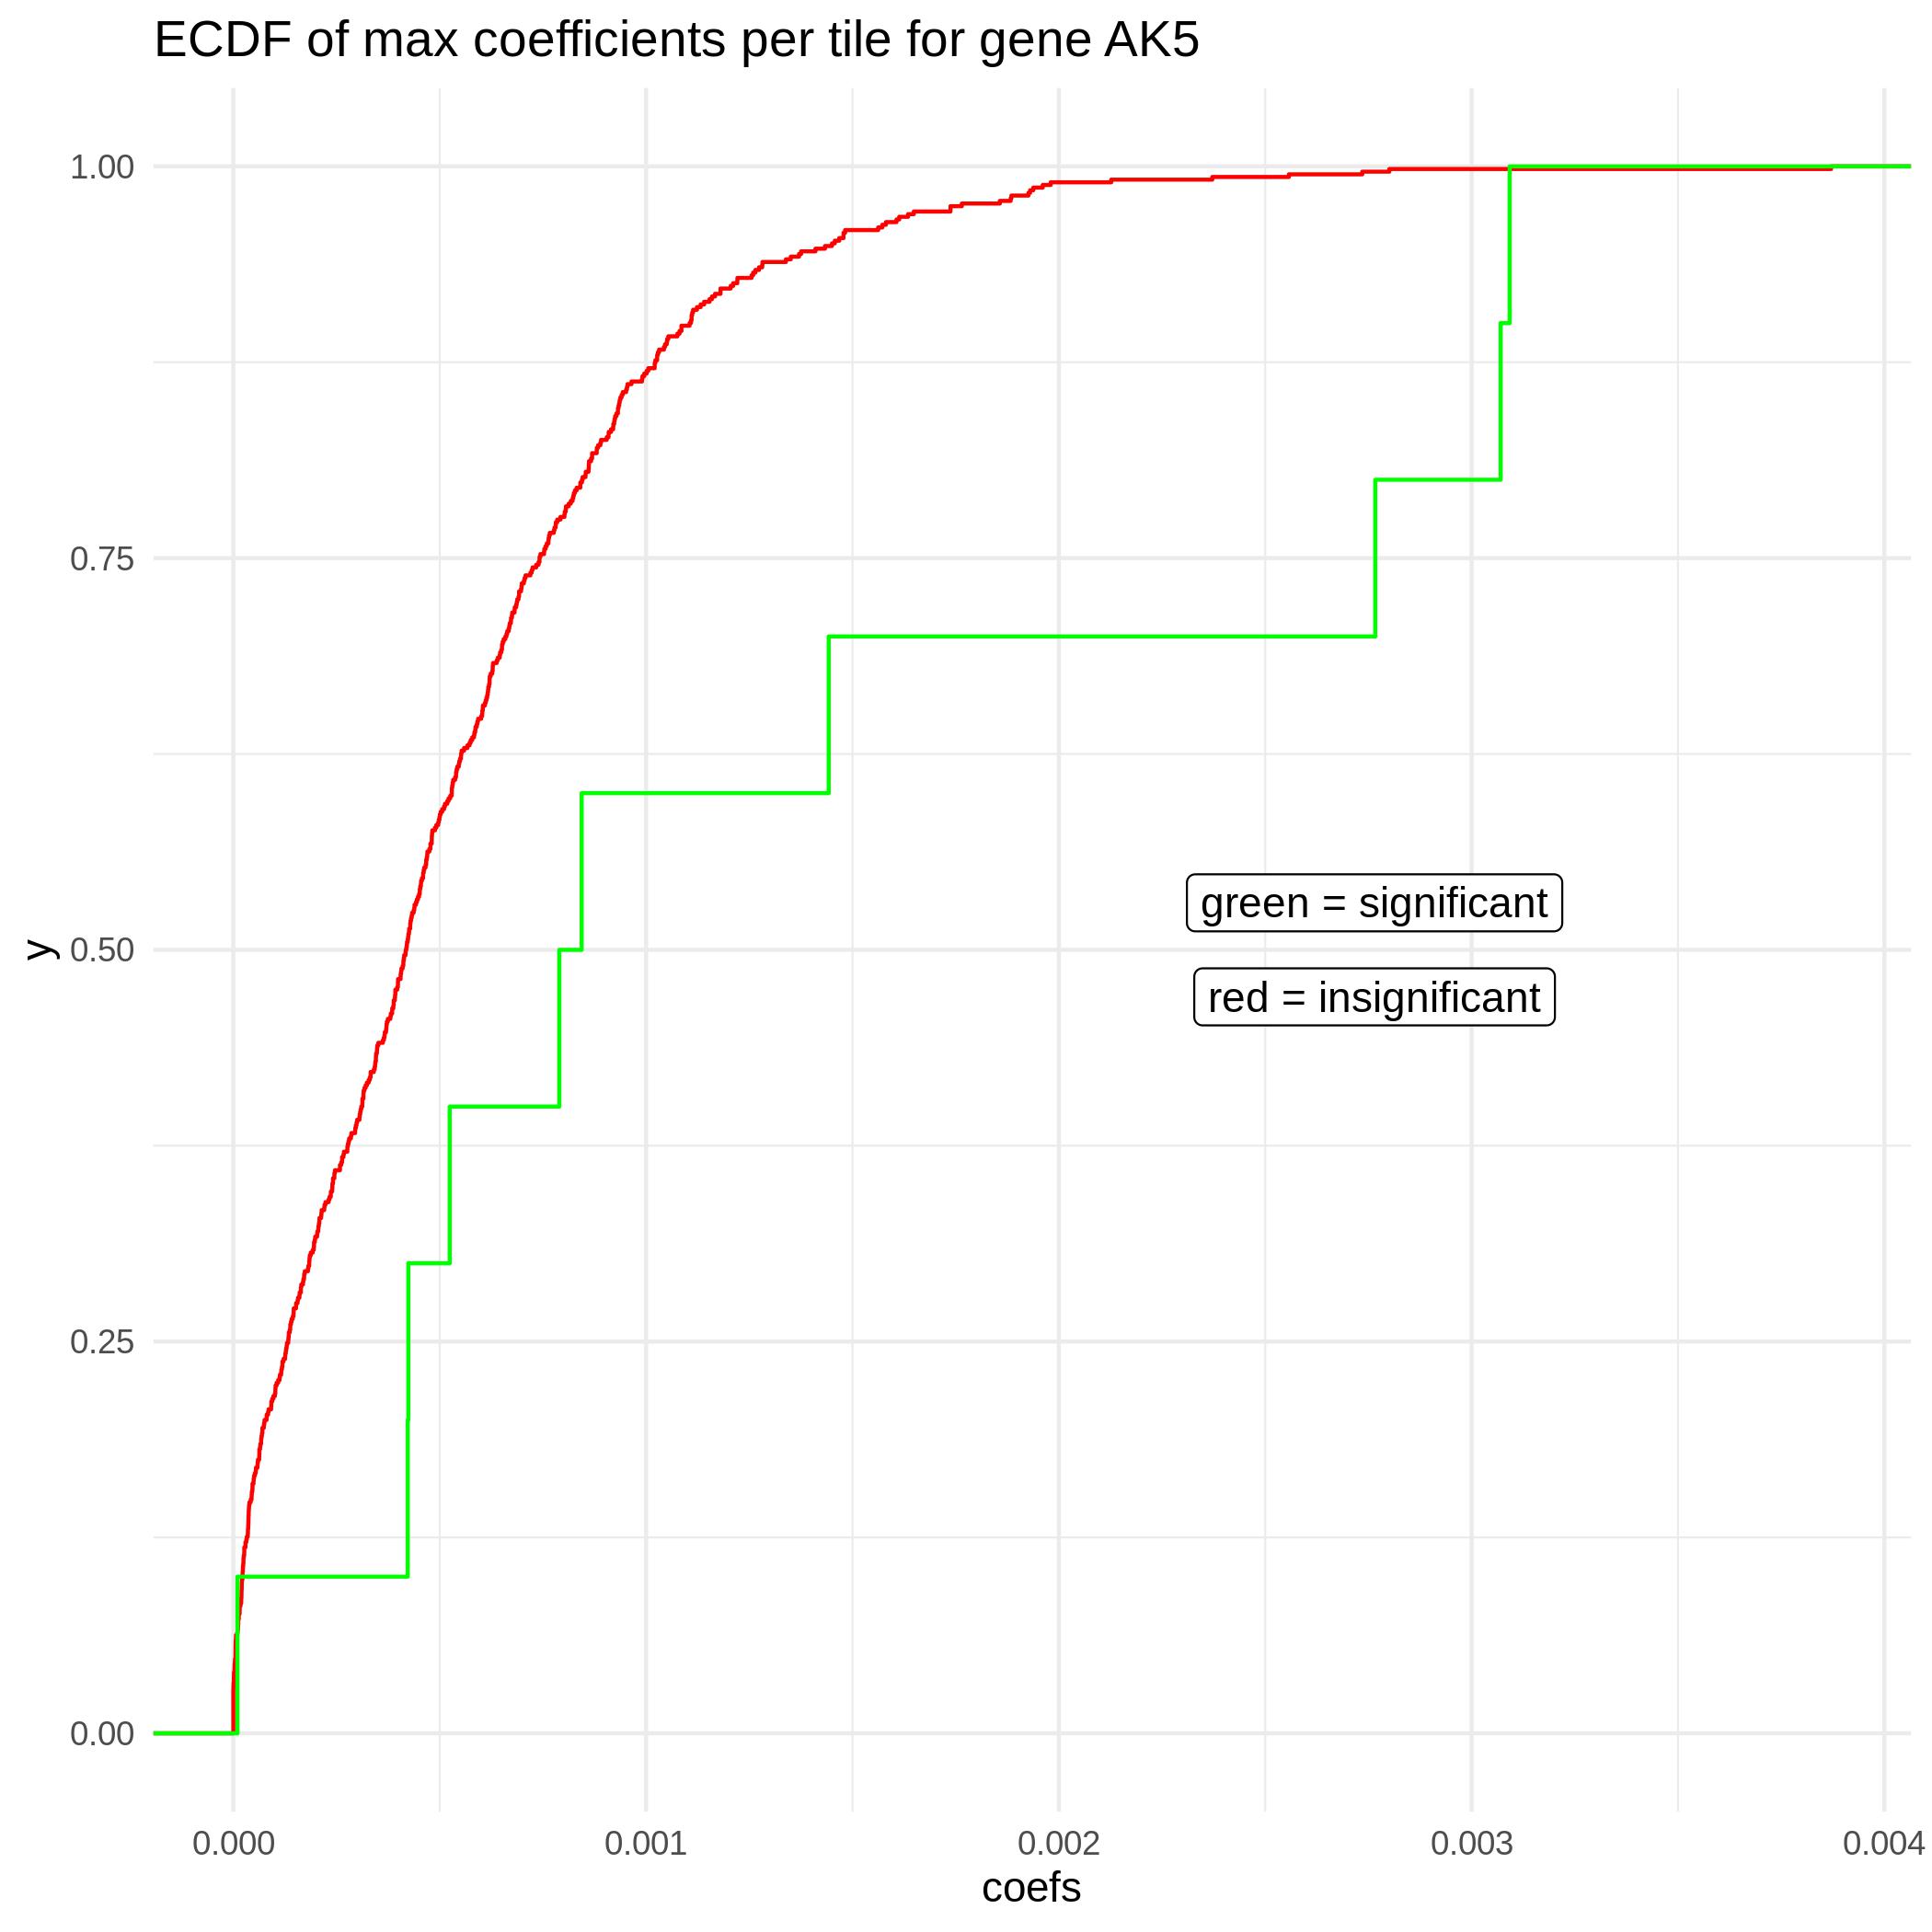 ECDF of max coefficients per tile for gene AK5
1.00
0.75
0.50
0.25
0.00
y
green = significant
red = insignificant
0.000
0.001
0.002
0.003
0.004
coefs